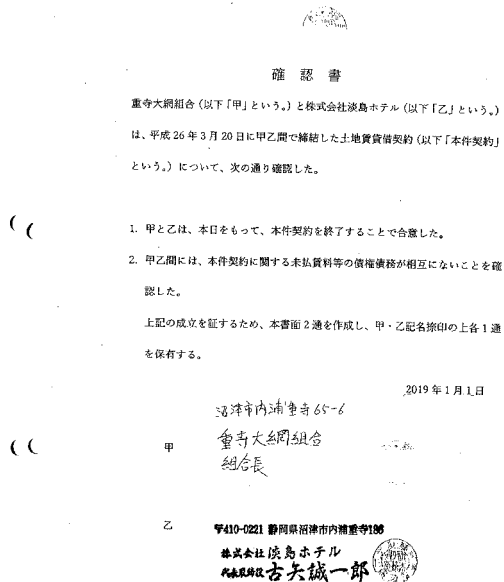 確認書
重寺大網組合（以下「甲」という。）と株式会社淡島ホテル（以下「乙」という。）
は、平成26年3月20日に甲乙間で締結した土地賃貸借契約（以下「本件契約」
という。）について、次の通り確認した。
1. 甲と乙は、本日をもって、本件契約を終了することで合意した。
2. 甲乙間には、本件契約に関する未払賃料等の債権債務が相互にないことを確
認した。
上記の成立を証するため、本書面2通を作成し、甲・乙記名捺印の上各1通
を保有する。
2019年1月1日
沼津市内浦重寺65-6
甲 重寺大網組合
組合長
乙 〒410-0221 静岡県沼津市内浦重寺186
株式会社 淡島ホテル
代表取締役 古矢誠一郎